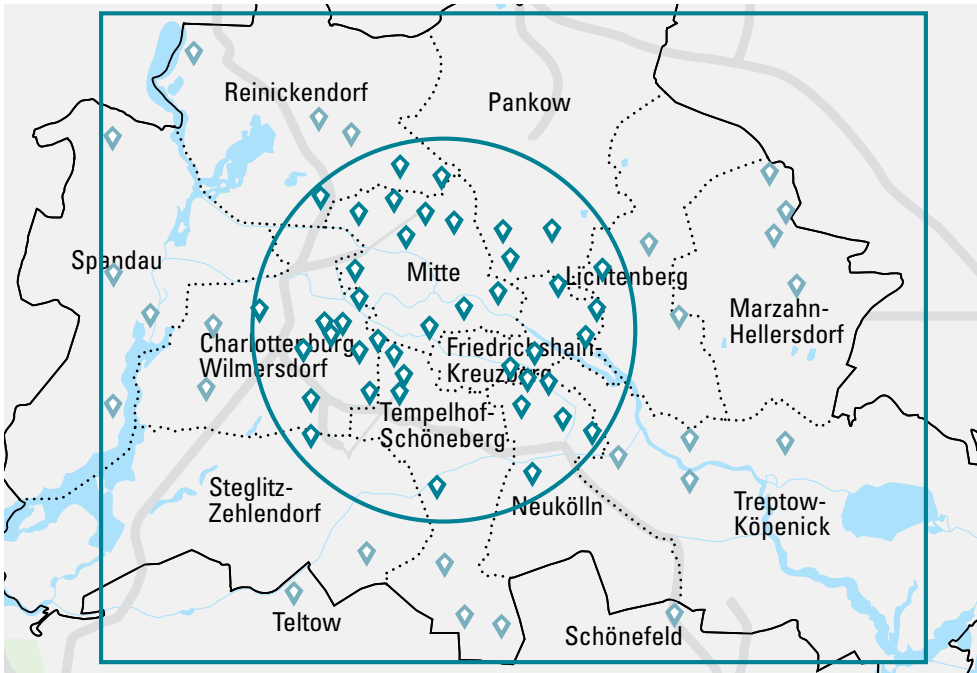 Reinickendorf
Pankow
Spandau
Mitte
Lichtenberg
Marzahn-
Hellersdorf
Charlottenburg
Wilmersdorf
Friedrichshain-
Kreuzberg
Tempelhof-
Schöneberg
Steglitz-
Zehlendorf
Neukölln
Treptow-
Köpenick
Teltow
Schönefeld